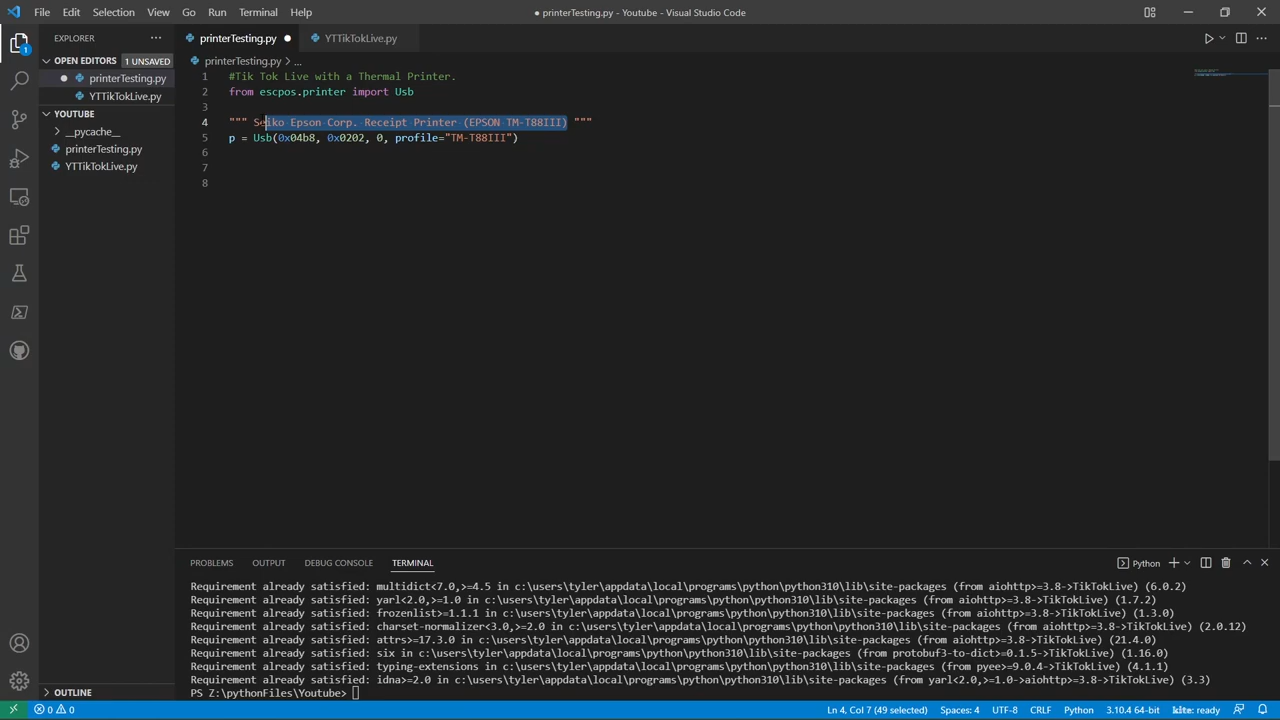 File Edit Selection View Go Run Terminal Help
● printerTesting.py - Youtube - Visual Studio Code
EXPLORER ···
printerTesting.py ●
YTTikTokLive.py
OPEN EDITORS 1 UNSAVED
● printerTesting.py
YTTikTokLive.py
YOUTUBE
__pycache__
printerTesting.py
YTTikTokLive.py
OUTLINE
1
printerTesting.py > ...
1 #Tik Tok Live with a Thermal Printer.
2 from escpos.printer import Usb
3
4 """ Seiko Epson Corp. Receipt Printer (EPSON TM-T88III) """
5 p = Usb(0x04b8, 0x0202, 0, profile="TM-T88III")
6
7
8
PROBLEMS OUTPUT DEBUG CONSOLE TERMINAL
Python
Requirement already satisfied: multidict<7.0,>=4.5 in c:\users\tyler\appdata\local\programs\python\python310\lib\site-packages (from aiohttp>=3.8->TikTokLive) (6.0.2)
Requirement already satisfied: yarl<2.0,>=1.0 in c:\users\tyler\appdata\local\programs\python\python310\lib\site-packages (from aiohttp>=3.8->TikTokLive) (1.7.2)
Requirement already satisfied: frozenlist>=1.1.1 in c:\users\tyler\appdata\local\programs\python\python310\lib\site-packages (from aiohttp>=3.8->TikTokLive) (1.3.0)
Requirement already satisfied: charset-normalizer<3.0,>=2.0 in c:\users\tyler\appdata\local\programs\python\python310\lib\site-packages (from aiohttp>=3.8->TikTokLive) (2.0.12)
Requirement already satisfied: attrs>=17.3.0 in c:\users\tyler\appdata\local\programs\python\python310\lib\site-packages (from aiohttp>=3.8->TikTokLive) (21.4.0)
Requirement already satisfied: six in c:\users\tyler\appdata\local\programs\python\python310\lib\site-packages (from protobuf3-to-dict>=0.1.5->TikTokLive) (1.16.0)
Requirement already satisfied: typing-extensions in c:\users\tyler\appdata\local\programs\python\python310\lib\site-packages (from pyee>=9.0.4->TikTokLive) (4.1.1)
Requirement already satisfied: idna>=2.0 in c:\users\tyler\appdata\local\programs\python\python310\lib\site-packages (from yarl<2.0,>=1.0->aiohttp>=3.8->TikTokLive) (3.3)
PS Z:\pythonFiles\Youtube>
0 0
Ln 4, Col 7 (49 selected) Spaces: 4 UTF-8 CRLF Python 3.10.4 64-bit kite: ready